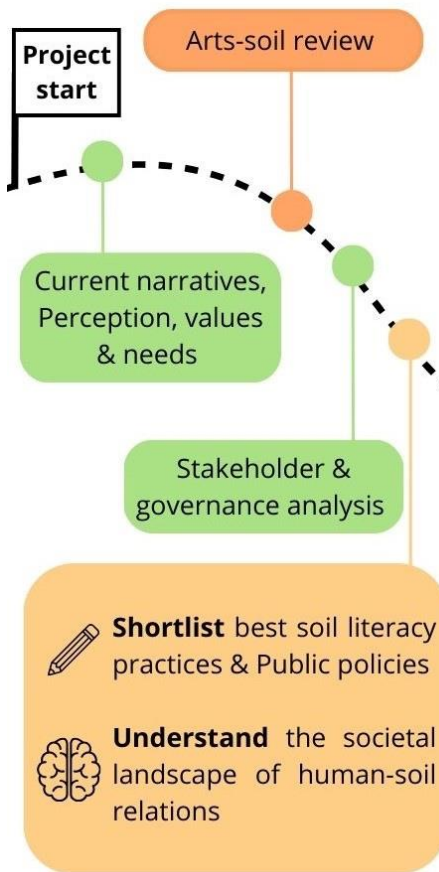 Project
start
Arts-soil review
Current narratives,
Perception, values
& needs
Stakeholder &
governance analysis
Shortlist best soil literacy
practices & Public policies
Understand the societal
landscape of human-soil
relations